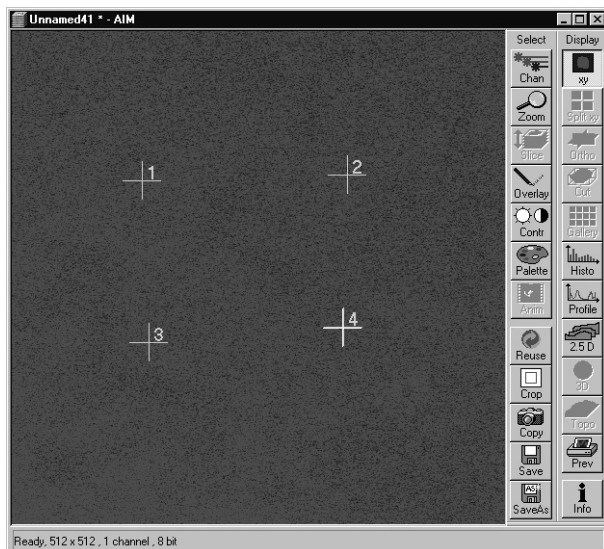 Unnamed41 * - AIM
Select
Display
Chan
xy
Zoom
Split xy
Slice
Ortho
Overlay
Cut
Contr
Gallery
Palette
Histo
Anim
Profile
Reuse
2.5 D
Crop
3D
Copy
Topo
Save
Prev
AS
SaveAs
Info
1
2
3
4
Ready, 512 x 512 , 1 channel , 8 bit